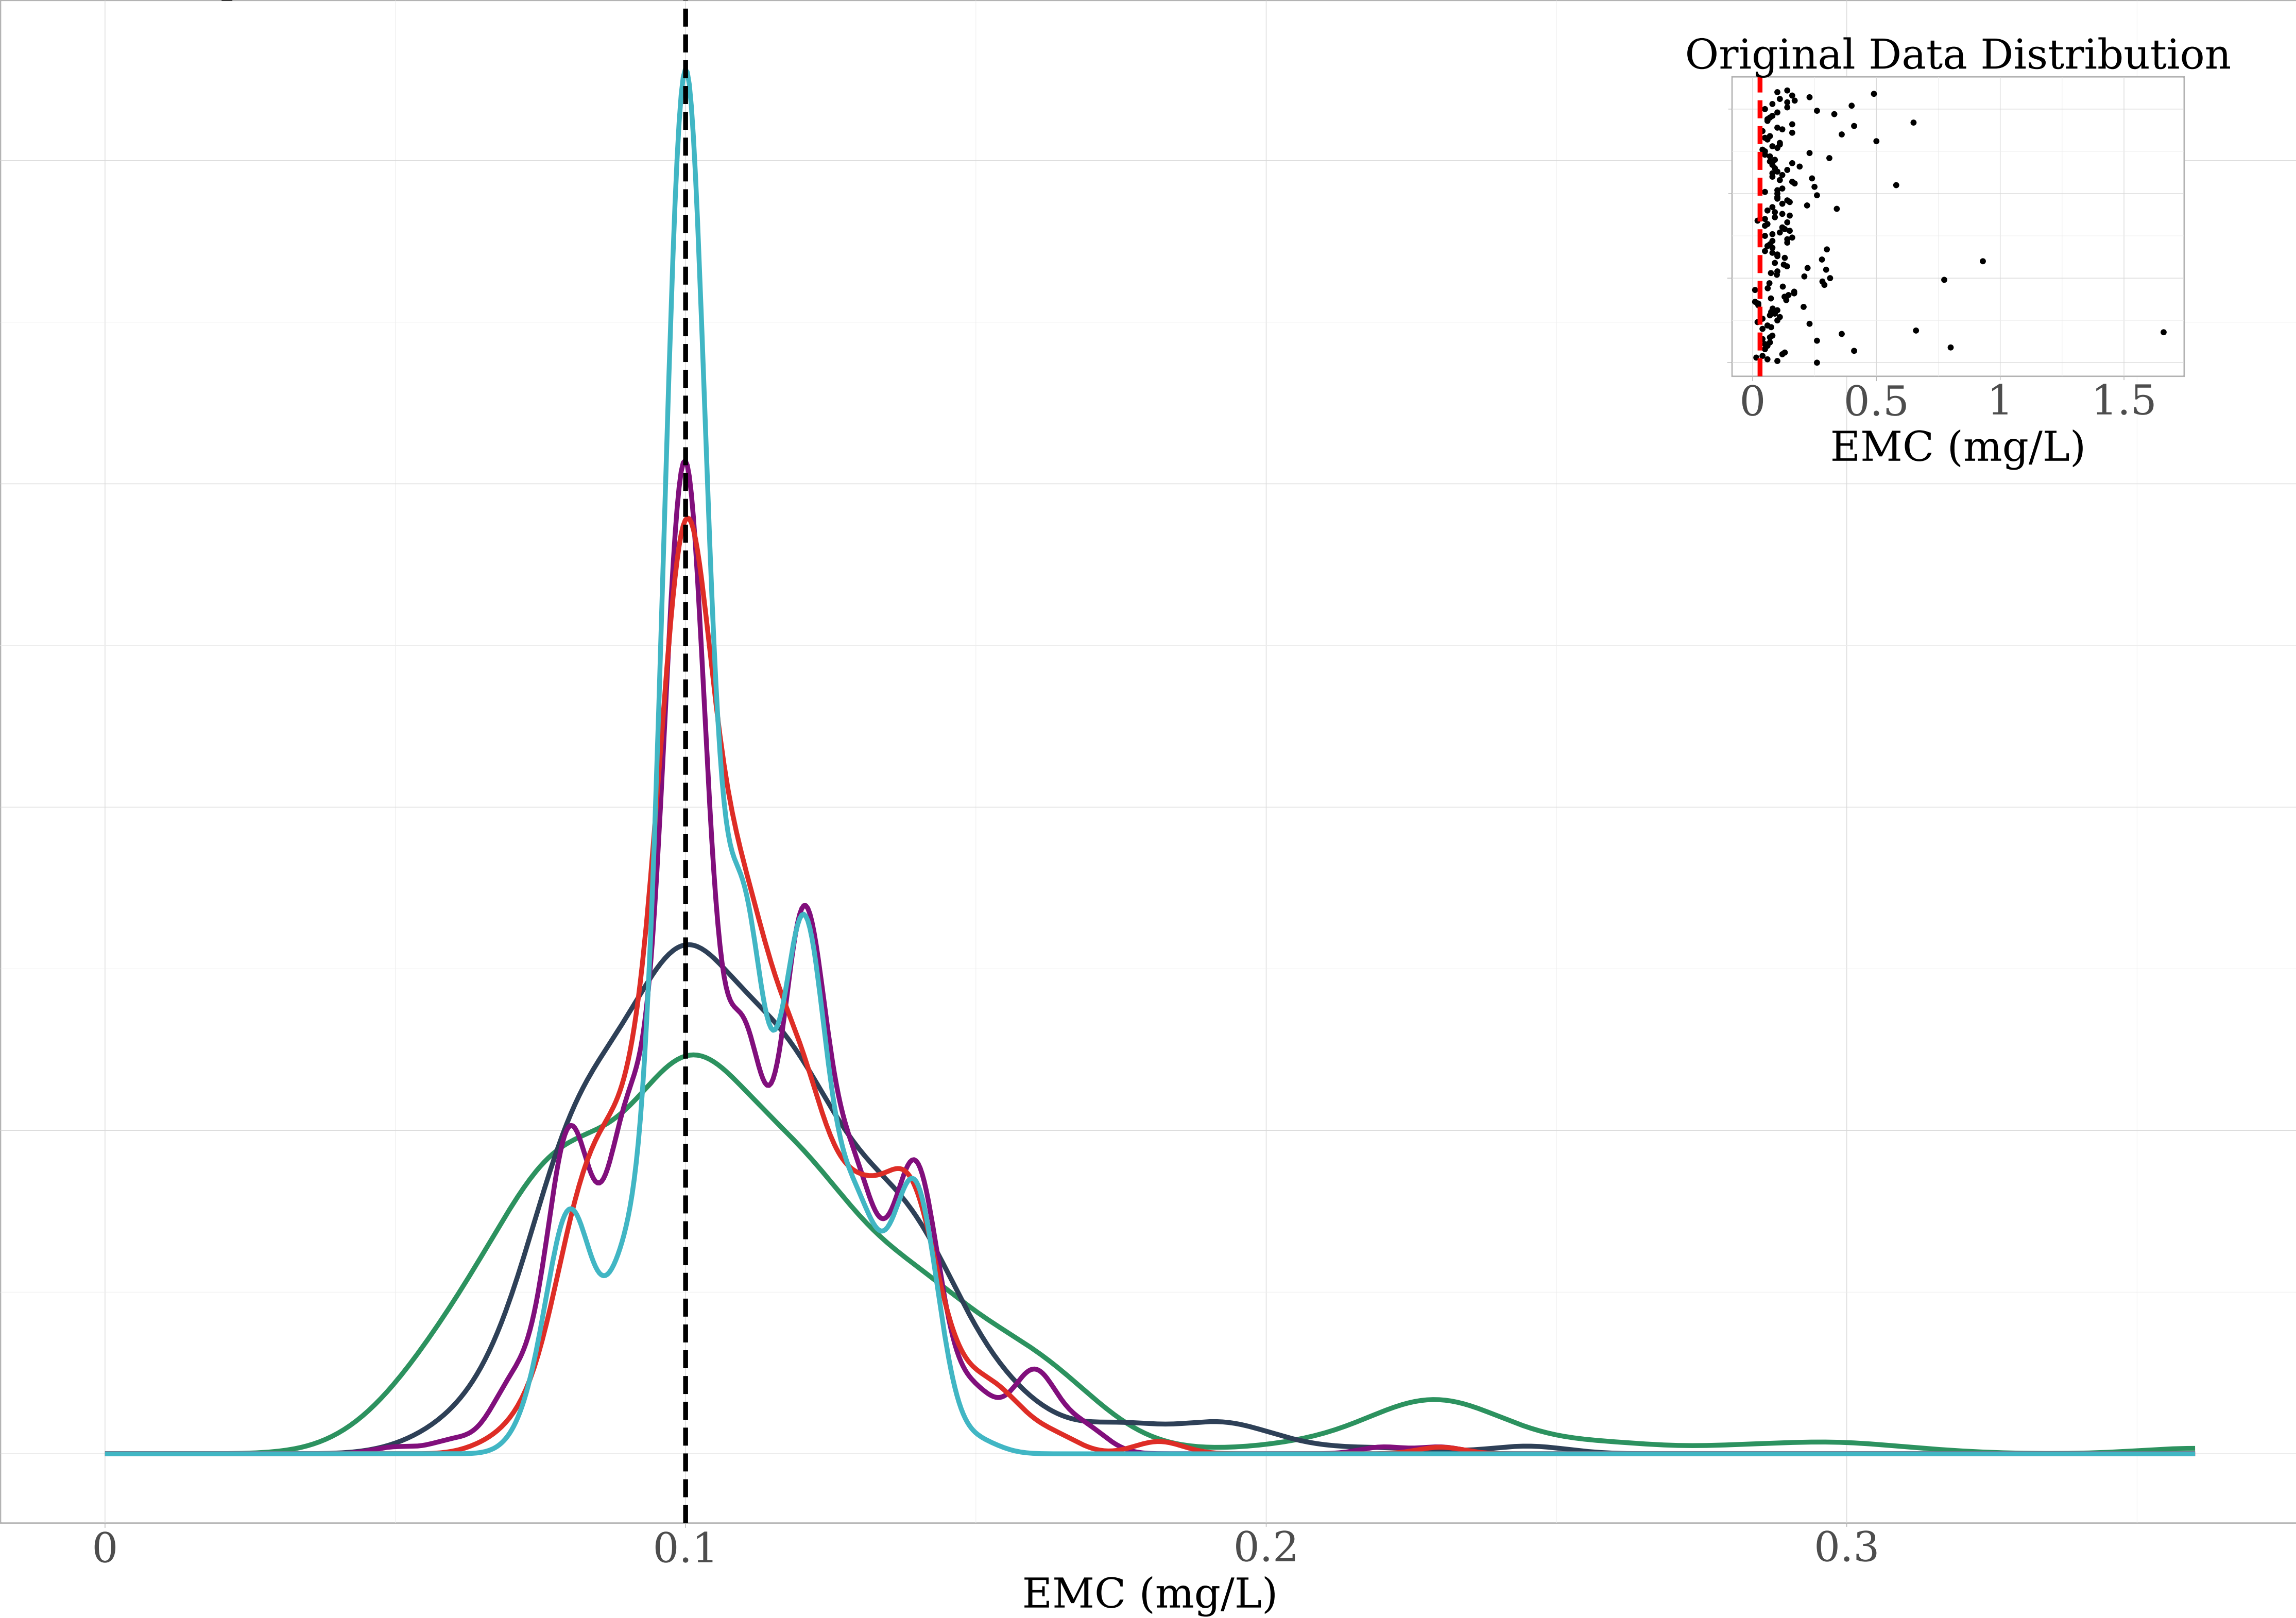 Original Data Distribution
0 0.5 1 1.5
EMC (mg/L)
0 0.1 0.2 0.3
EMC (mg/L)